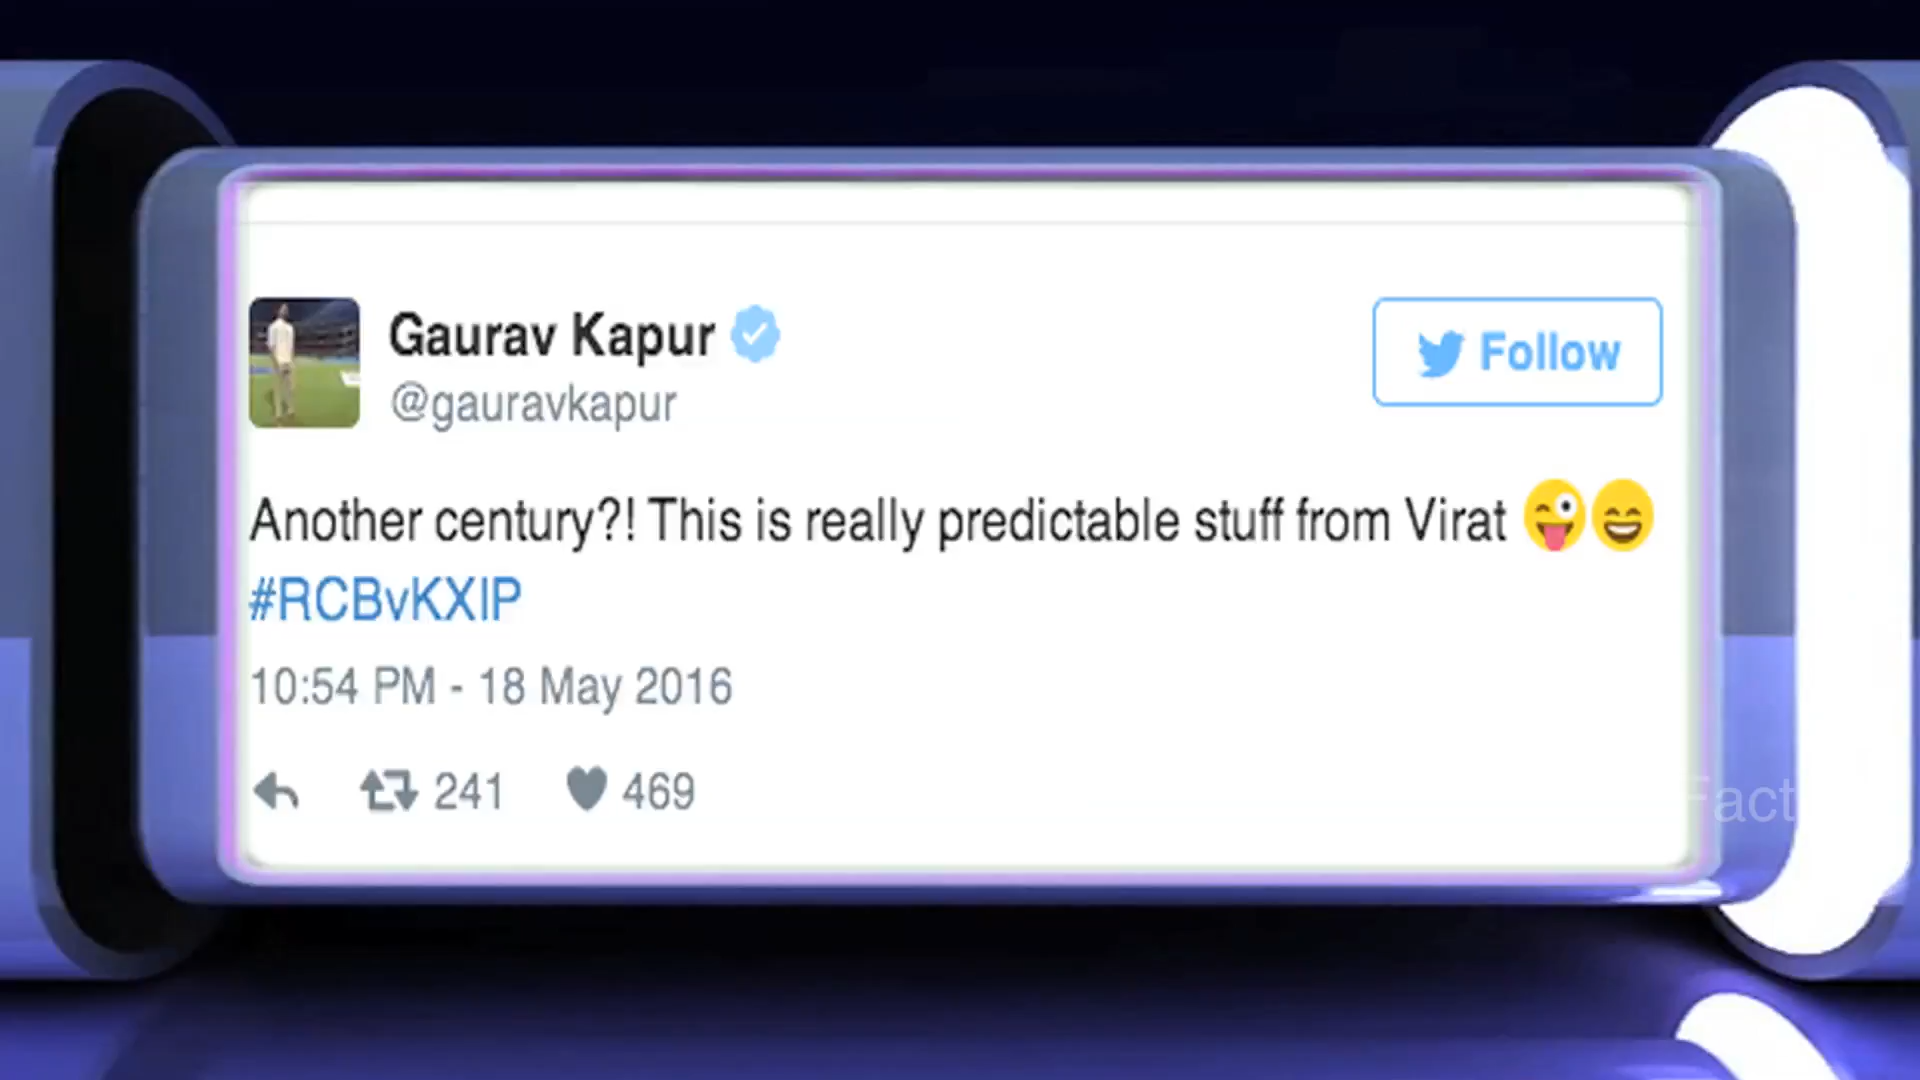 Gaurav Kapur
@gauravkapur
Follow
Another century?! This is really predictable stuff from Virat 😜😄
#RCBvKXIP
10:54 PM - 18 May 2016
241 469
Fact